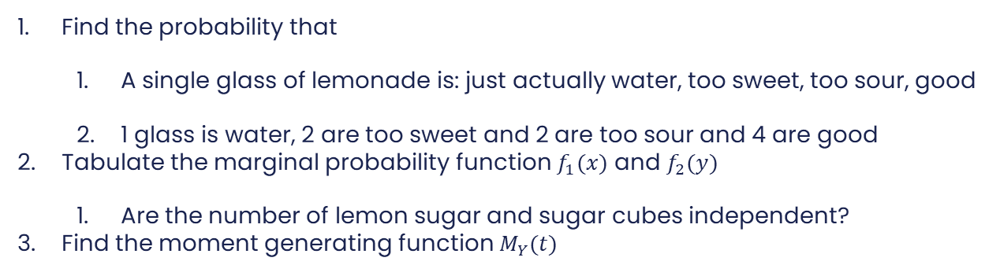 1. Find the probability that
1. A single glass of lemonade is: just actually water, too sweet, too sour, good
2. 1 glass is water, 2 are too sweet and 2 are too sour and 4 are good
2. Tabulate the marginal probability function f₁(x) and f₂(y)
1. Are the number of lemon sugar and sugar cubes independent?
3. Find the moment generating function M_Y(t)